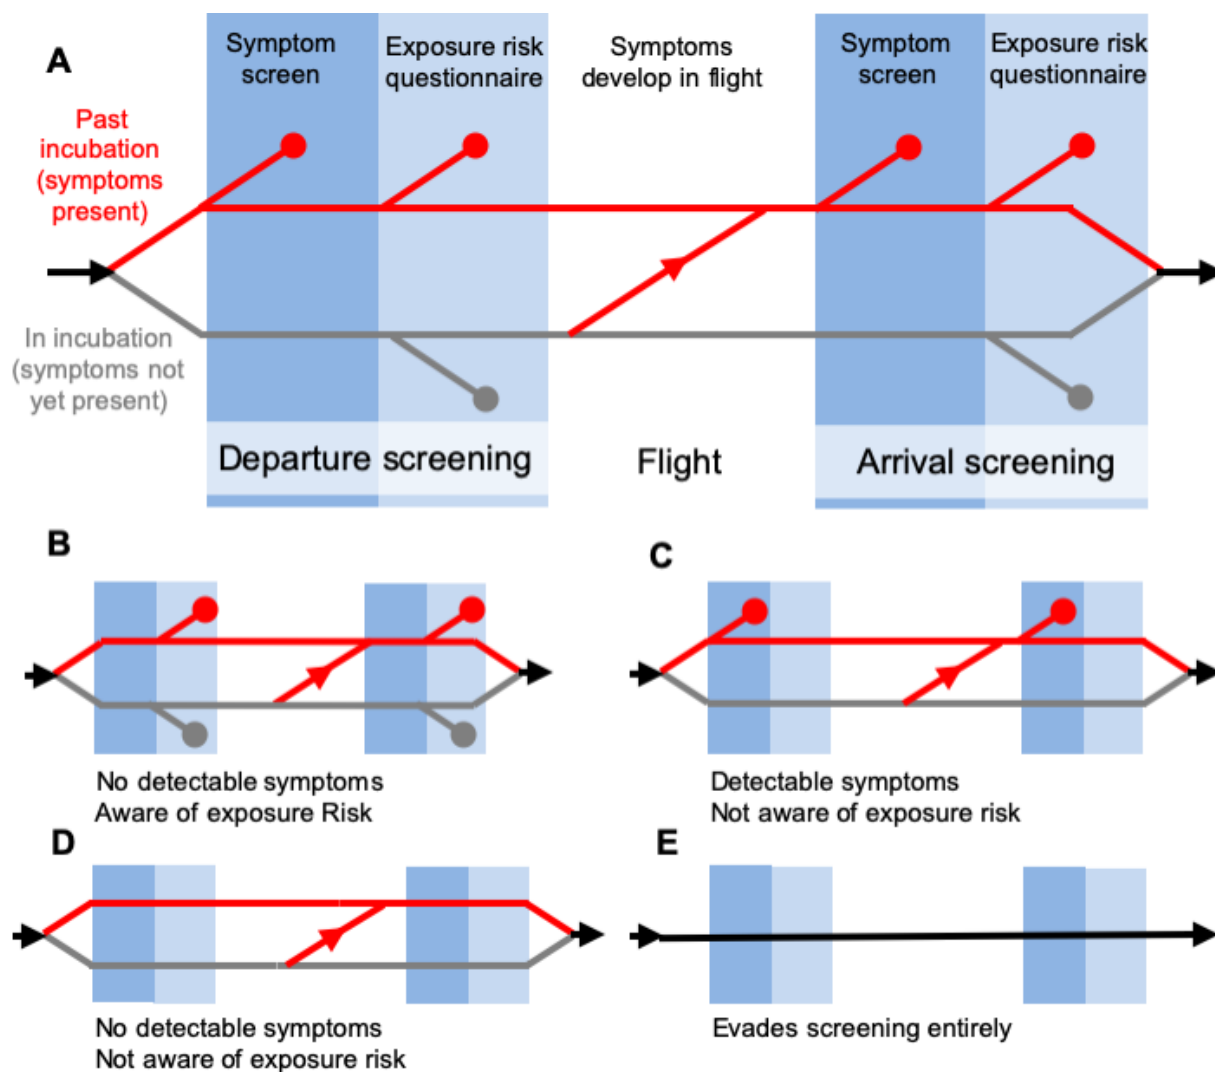 A
Symptom
screen
Exposure risk
questionnaire
Symptoms
develop in flight
Symptom
screen
Exposure risk
questionnaire
Past
incubation
(symptoms
present)
In incubation
(symptoms not
yet present)
Departure screening
Flight
Arrival screening
B
No detectable symptoms
Aware of exposure Risk
C
Detectable symptoms
Not aware of exposure risk
D
No detectable symptoms
Not aware of exposure risk
E
Evades screening entirely